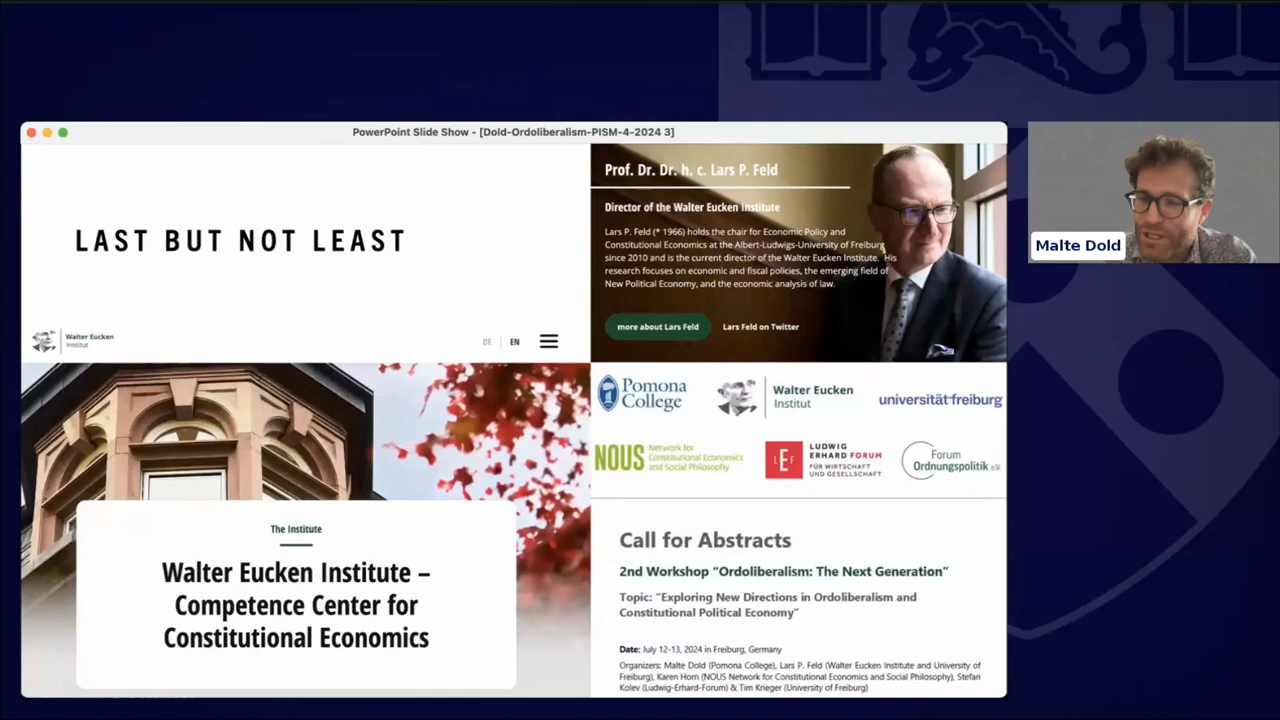 PowerPoint Slide Show - [Dold-Ordoliberalism-PISM-4-2024 3]
LAST BUT NOT LEAST
Walter Eucken
Institut
DE
EN
Prof. Dr. Dr. h. c. Lars P. Feld
Director of the Walter Eucken Institute
Lars P. Feld (* 1966) holds the chair for Economic Policy and
Constitutional Economics at the Albert-Ludwigs-University of Freiburg
since 2010 and is the current director of the Walter Eucken Institute. His
research focuses on economic and fiscal policies, the emerging field of
New Political Economy, and the economic analysis of law.
more about Lars Feld
Lars Feld on Twitter
Malte Dold
The Institute
Walter Eucken Institute –
Competence Center for
Constitutional Economics
Pomona
College
Walter Eucken
Institut
universität freiburg
NOUS
Network for
Constitutional Economics
and Social Philosophy
LEF
LUDWIG
ERHARD FORUM
FÜR WIRTSCHAFT
UND GESELLSCHAFT
Forum
Ordnungspolitik e.V.
Call for Abstracts
2nd Workshop “Ordoliberalism: The Next Generation”
Topic: “Exploring New Directions in Ordoliberalism and
Constitutional Political Economy”
Date: July 12-13, 2024 in Freiburg, Germany
Organizers: Malte Dold (Pomona College), Lars P. Feld (Walter Eucken Institute and University of
Freiburg), Karen Horn (NOUS Network for Constitutional Economics and Social Philosophy), Stefan
Kolev (Ludwig-Erhard-Forum) & Tim Krieger (University of Freiburg)